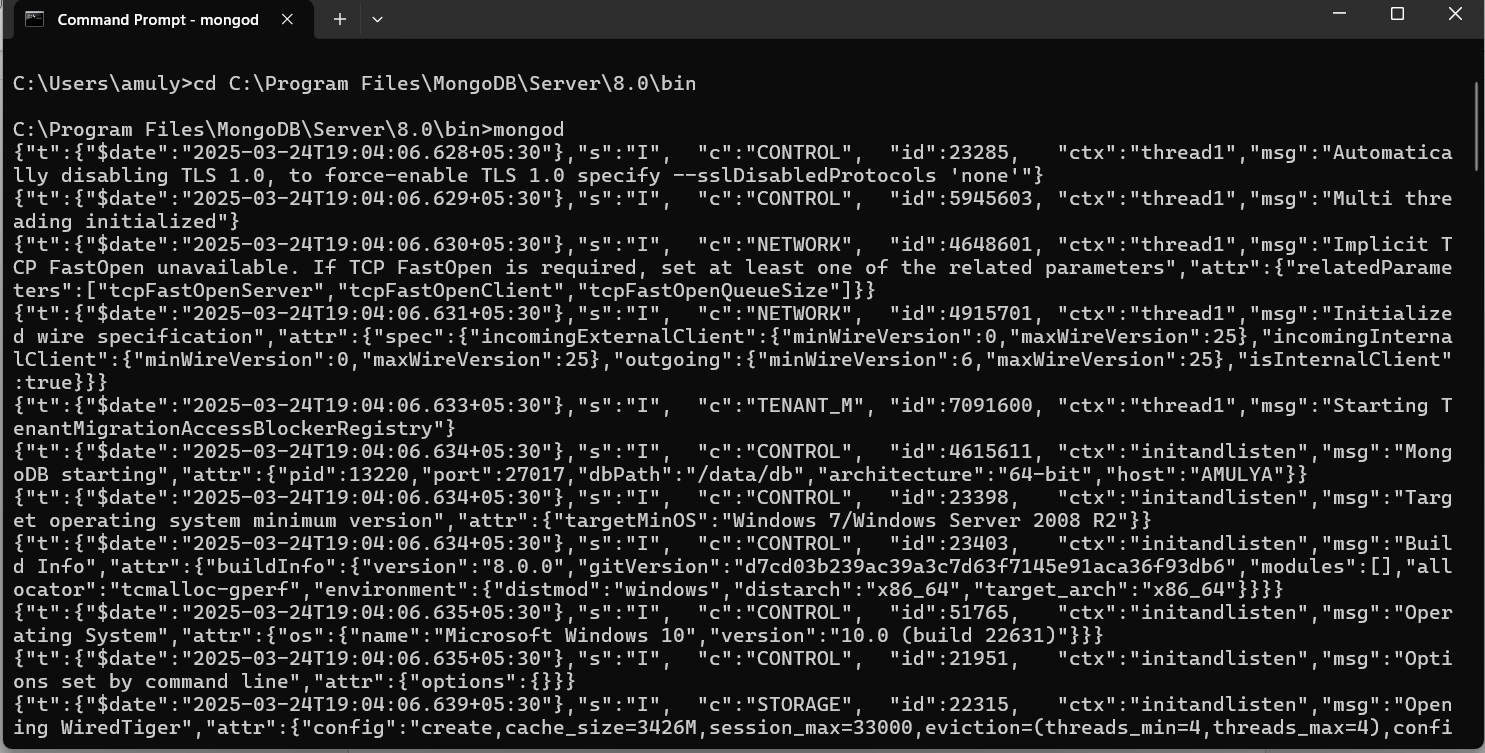 Command Prompt - mongod
C:\Users\amuly>cd C:\Program Files\MongoDB\Server\8.0\bin
C:\Program Files\MongoDB\Server\8.0\bin>mongod
{"t":{"$date":"2025-03-24T19:04:06.628+05:30"},"s":"I",  "c":"CONTROL",  "id":23285,   "ctx":"thread1","msg":"Automatica
lly disabling TLS 1.0, to force-enable TLS 1.0 specify --sslDisabledProtocols 'none'"}
{"t":{"$date":"2025-03-24T19:04:06.629+05:30"},"s":"I",  "c":"CONTROL",  "id":5945603, "ctx":"thread1","msg":"Multi thre
ading initialized"}
{"t":{"$date":"2025-03-24T19:04:06.630+05:30"},"s":"I",  "c":"NETWORK",  "id":4648601, "ctx":"thread1","msg":"Implicit T
CP FastOpen unavailable. If TCP FastOpen is required, set at least one of the related parameters","attr":{"relatedParame
ters":["tcpFastOpenServer","tcpFastOpenClient","tcpFastOpenQueueSize"]}}
{"t":{"$date":"2025-03-24T19:04:06.631+05:30"},"s":"I",  "c":"NETWORK",  "id":4915701, "ctx":"thread1","msg":"Initialize
d wire specification","attr":{"spec":{"incomingExternalClient":{"minWireVersion":0,"maxWireVersion":25},"incomingInterna
lClient":{"minWireVersion":0,"maxWireVersion":25},"outgoing":{"minWireVersion":6,"maxWireVersion":25},"isInternalClient"
:true}}}
{"t":{"$date":"2025-03-24T19:04:06.633+05:30"},"s":"I",  "c":"TENANT_M", "id":7091600, "ctx":"thread1","msg":"Starting T
enantMigrationAccessBlockerRegistry"}
{"t":{"$date":"2025-03-24T19:04:06.634+05:30"},"s":"I",  "c":"CONTROL",  "id":4615611, "ctx":"initandlisten","msg":"Mong
oDB starting","attr":{"pid":13220,"port":27017,"dbPath":"/data/db","architecture":"64-bit","host":"AMULYA"}}
{"t":{"$date":"2025-03-24T19:04:06.634+05:30"},"s":"I",  "c":"CONTROL",  "id":23398,   "ctx":"initandlisten","msg":"Targ
et operating system minimum version","attr":{"targetMinOS":"Windows 7/Windows Server 2008 R2"}}
{"t":{"$date":"2025-03-24T19:04:06.634+05:30"},"s":"I",  "c":"CONTROL",  "id":23403,   "ctx":"initandlisten","msg":"Buil
d Info","attr":{"buildInfo":{"version":"8.0.0","gitVersion":"d7cd03b239ac39a3c7d63f7145e91aca36f93db6","modules":[],"all
ocator":"tcmalloc-gperf","environment":{"distmod":"windows","distarch":"x86_64","target_arch":"x86_64"}}}}
{"t":{"$date":"2025-03-24T19:04:06.635+05:30"},"s":"I",  "c":"CONTROL",  "id":51765,   "ctx":"initandlisten","msg":"Oper
ating System","attr":{"os":{"name":"Microsoft Windows 10","version":"10.0 (build 22631)"}}}
{"t":{"$date":"2025-03-24T19:04:06.635+05:30"},"s":"I",  "c":"CONTROL",  "id":21951,   "ctx":"initandlisten","msg":"Opti
ons set by command line","attr":{"options":{}}}
{"t":{"$date":"2025-03-24T19:04:06.639+05:30"},"s":"I",  "c":"STORAGE",  "id":22315,   "ctx":"initandlisten","msg":"Open
ing WiredTiger","attr":{"config":"create,cache_size=3426M,session_max=33000,eviction=(threads_min=4,threads_max=4),confi